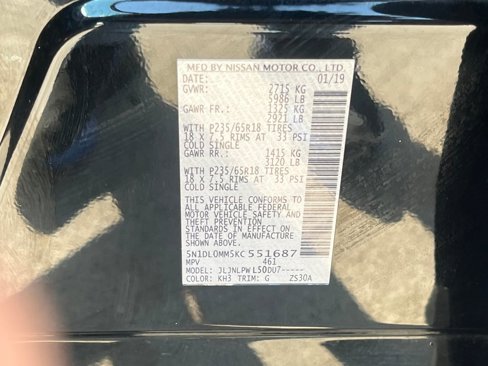 MFD BY NISSAN MOTOR CO., LTD.
DATE: 01/19
GVWR: 2715 KG
5986 LB
GAWR FR.: 1325 KG
2921 LB
WITH P235/65R18 TIRES
18 X 7.5 RIMS AT 33 PSI
COLD SINGLE
GAWR RR.: 1415 KG
3120 LB
WITH P235/65R18 TIRES
18 X 7.5 RIMS AT 33 PSI
COLD SINGLE
THIS VEHICLE CONFORMS TO
ALL APPLICABLE FEDERAL
MOTOR VEHICLE SAFETY AND
THEFT PREVENTION
STANDARDS IN EFFECT ON
THE DATE OF MANUFACTURE
5N1DL0MM5KC551687
MPV 461
MODEL: JLJNLPWL50DU7-----
COLOR: KH3 TRIM: G ZS30A